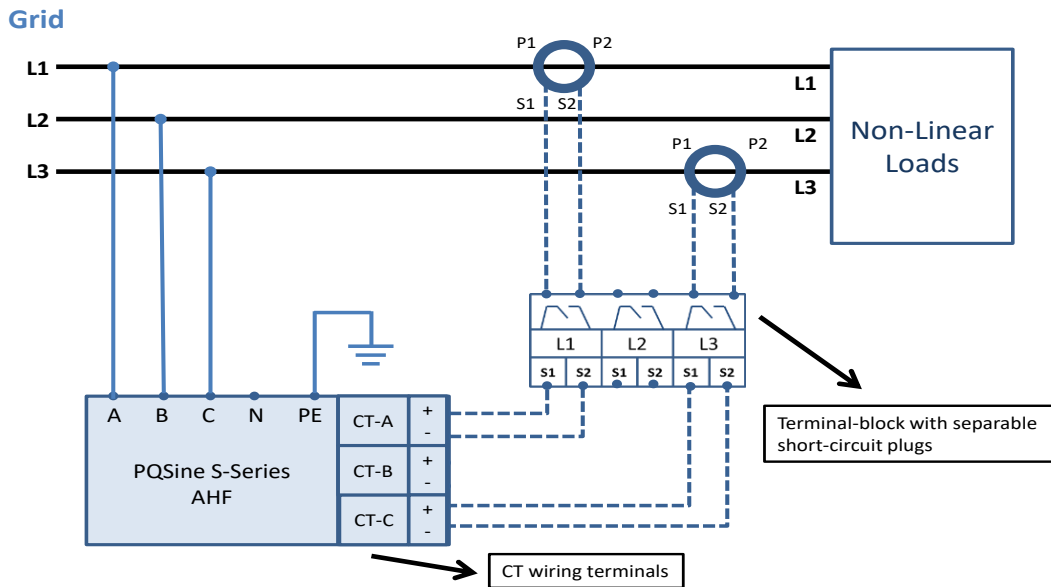 Grid
P1 P2
L1 L1
S1 S2
L2 L2
P1 P2
L3 L3
S1 S2
Non-Linear
Loads
L1 L2 L3
S1 S2 S1 S2 S1 S2
A B C N PE
CT-A + -
CT-B + -
CT-C + -
PQSine S-Series
AHF
Terminal-block with separable
short-circuit plugs
CT wiring terminals